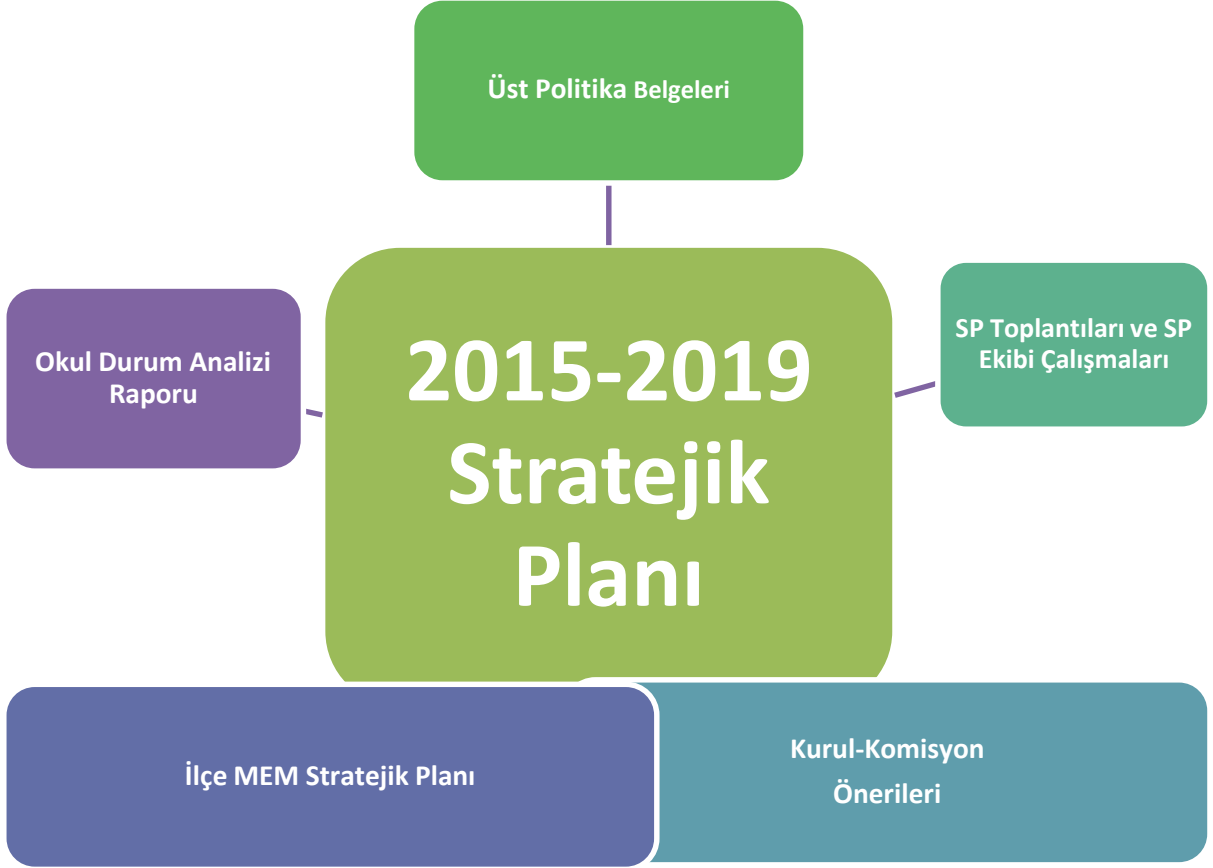 Üst Politika Belgeleri
SP Toplantıları ve SP
Ekibi Çalışmaları
Okul Durum Analizi
Raporu
2015-2019
Stratejik
Planı
İlçe MEM Stratejik Planı
Kurul-Komisyon
Önerileri